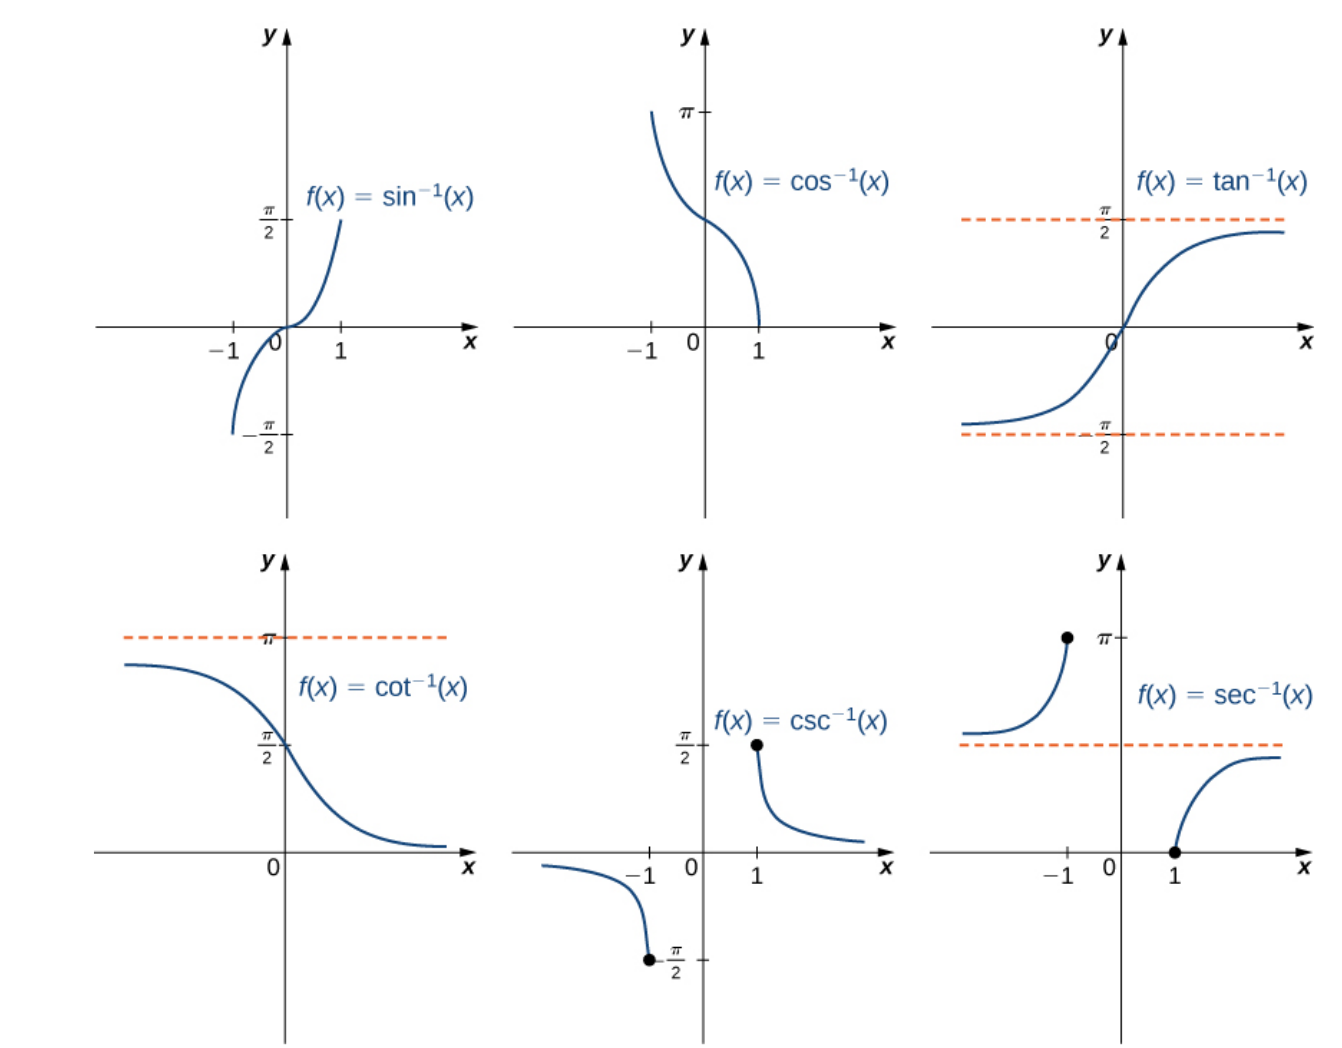 y
f(x) = sin⁻¹(x)
π/2
−1 0 1 x
−π/2
y
π
f(x) = cos⁻¹(x)
−1 0 1 x
y
f(x) = tan⁻¹(x)
π/2
0 x
−π/2
y
π
f(x) = cot⁻¹(x)
π/2
0 x
y
f(x) = csc⁻¹(x)
π/2
−1 0 1 x
−π/2
y
π
f(x) = sec⁻¹(x)
−1 0 1 x